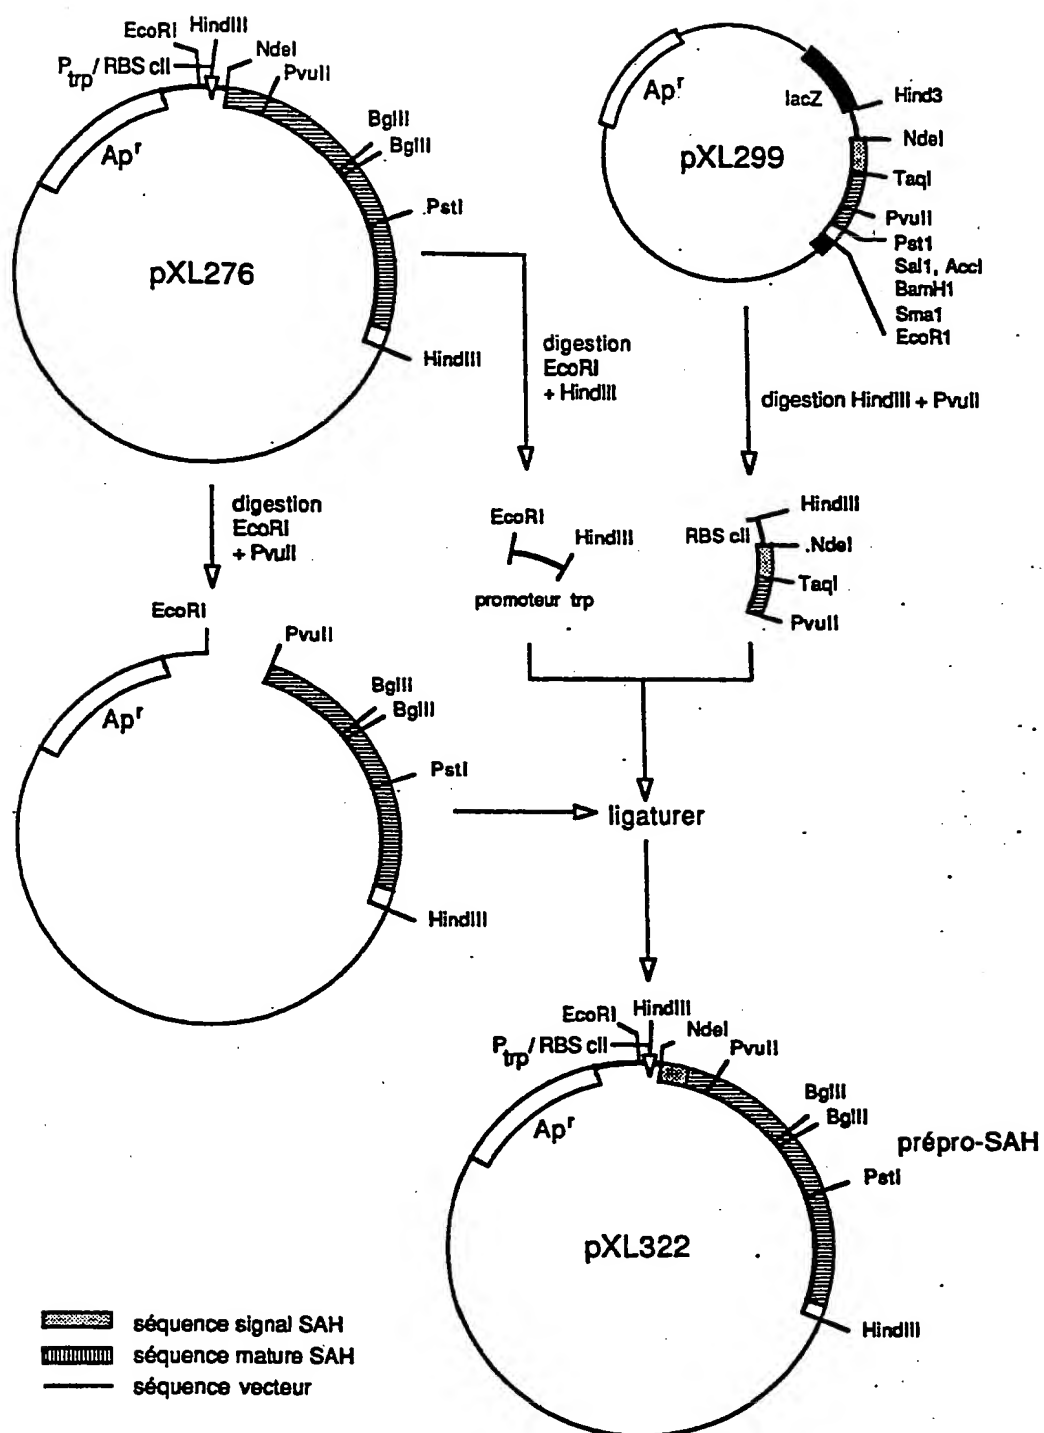 EcoRI
HindIII
Ptrp/ RBS cII
NdeI
PvuII
BglII
BglII
PstI
Apr
pXL276
HindIII
Apr
lacZ
Hind3
NdeI
TaqI
PvuII
Pst1
Sal1, AccI
BamH1
Sma1
EcoR1
pXL299
digestion
EcoRI
+ HindIII
digestion HindIII + PvuII
digestion
EcoRI
+ PvuII
EcoRI
HindIII
promoteur trp
HindIII
RBS cII
NdeI
TaqI
PvuII
EcoRI
PvuII
BglII
BglII
Apr
PstI
HindIII
ligaturer
EcoRI
HindIII
Ptrp/ RBS cII
NdeI
PvuII
BglII
BglII
Apr
prépro-SAH
PstI
pXL322
HindIII
séquence signal SAH
séquence mature SAH
séquence vecteur